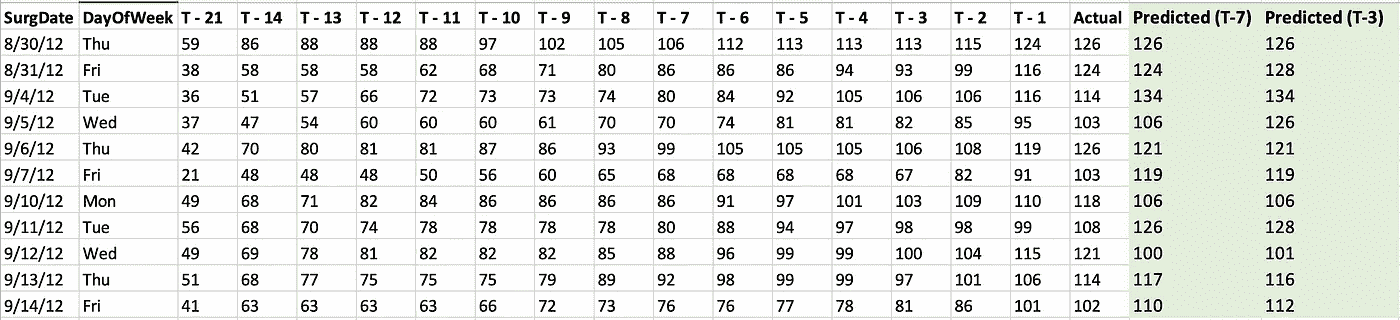 SurgDate DayOfWeek T - 21 T - 14 T - 13 T - 12 T - 11 T - 10 T - 9 T - 8 T - 7 T - 6 T - 5 T - 4 T - 3 T - 2 T - 1 Actual Predicted (T-7) Predicted (T-3)
8/30/12 Thu 59 86 88 88 88 97 102 105 106 112 113 113 113 115 124 126 126 126
8/31/12 Fri 38 58 58 58 62 68 71 80 86 86 86 94 93 99 116 124 124 128
9/4/12 Tue 36 51 57 66 72 73 73 74 80 84 92 105 106 106 116 114 134 134
9/5/12 Wed 37 47 54 60 60 60 61 70 70 74 81 81 82 85 95 103 106 126
9/6/12 Thu 42 70 80 81 81 87 86 93 99 105 105 105 106 108 119 126 121 121
9/7/12 Fri 21 48 48 48 50 56 60 65 68 68 68 68 67 82 91 103 119 119
9/10/12 Mon 49 68 71 82 84 86 86 86 86 91 97 101 103 109 110 118 106 106
9/11/12 Tue 56 68 70 74 78 78 78 78 80 88 94 97 98 98 99 108 126 128
9/12/12 Wed 49 69 78 81 82 82 82 85 88 96 99 99 100 104 115 121 100 101
9/13/12 Thu 51 68 77 75 75 75 79 89 92 98 99 99 97 101 106 114 117 116
9/14/12 Fri 41 63 63 63 63 66 72 73 76 76 77 78 81 86 101 102 110 112